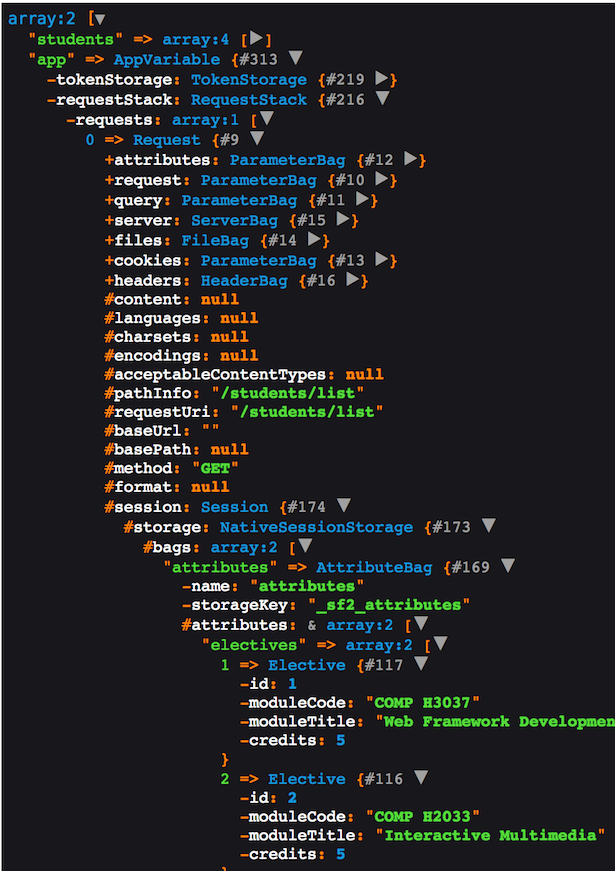 array:2 [▼
"students" => array:4 [▶]
"app" => AppVariable {#313 ▼
-tokenStorage: TokenStorage {#219 ▶}
-requestStack: RequestStack {#216 ▼
-requests: array:1 [▼
0 => Request {#9 ▼
+attributes: ParameterBag {#12 ▶}
+request: ParameterBag {#10 ▶}
+query: ParameterBag {#11 ▶}
+server: ServerBag {#15 ▶}
+files: FileBag {#14 ▶}
+cookies: ParameterBag {#13 ▶}
+headers: HeaderBag {#16 ▶}
#content: null
#languages: null
#charsets: null
#encodings: null
#acceptableContentTypes: null
#pathInfo: "/students/list"
#requestUri: "/students/list"
#baseUrl: ""
#basePath: null
#method: "GET"
#format: null
#session: Session {#174 ▼
#storage: NativeSessionStorage {#173 ▼
#bags: array:2 [▼
"attributes" => AttributeBag {#169 ▼
-name: "attributes"
-storageKey: "_sf2_attributes"
#attributes: & array:2 [▼
"electives" => array:2 [▼
1 => Elective {#117 ▼
-id: 1
-moduleCode: "COMP H3037"
-moduleTitle: "Web Framework Developmen
-credits: 5
}
2 => Elective {#116 ▼
-id: 2
-moduleCode: "COMP H2033"
-moduleTitle: "Interactive Multimedia"
-credits: 5
}